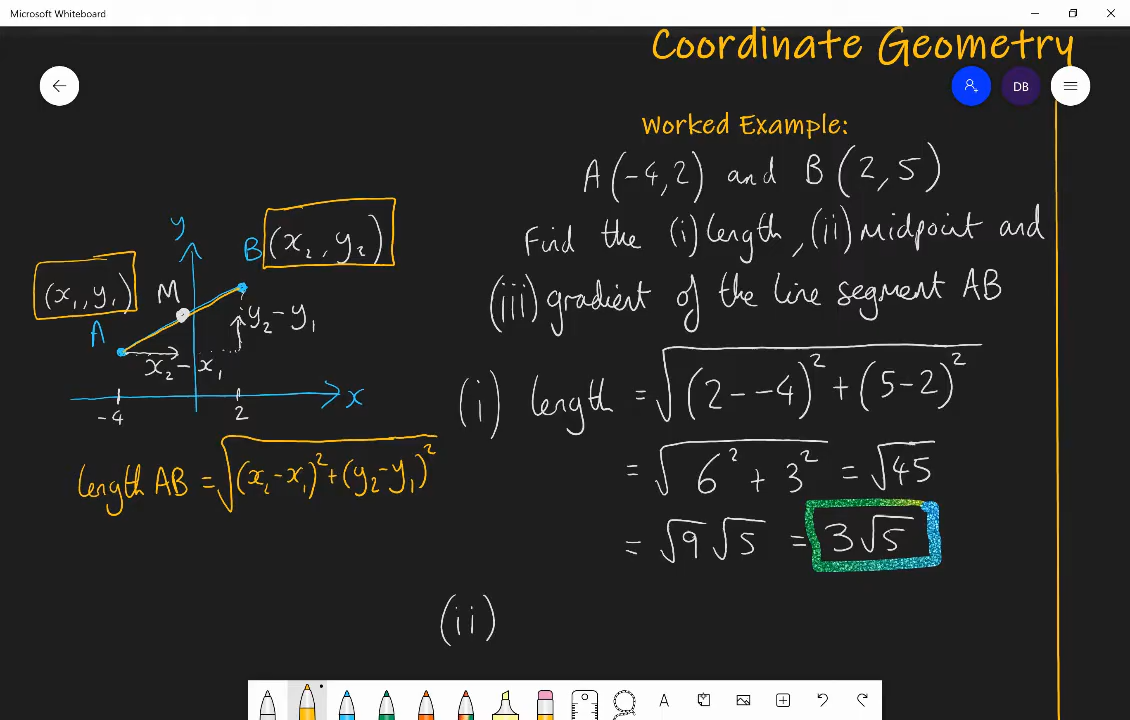 Microsoft Whiteboard
Coordinate Geometry
DB
Worked Example:
A(-4,2) and B(2,5)
Find the (i) length, (ii) midpoint and
(iii) gradient of the line segment AB
y
B (x₂, y₂)
(x₁, y₁)
M
A
y₂-y₁
x₂-x₁
-4
2
x
length AB = √((x₂-x₁)²+(y₂-y₁)²)
(i) length = √((2--4)²+(5-2)²)
= √(6²+3²) = √45
= √9√5 = 3√5
(ii)
A